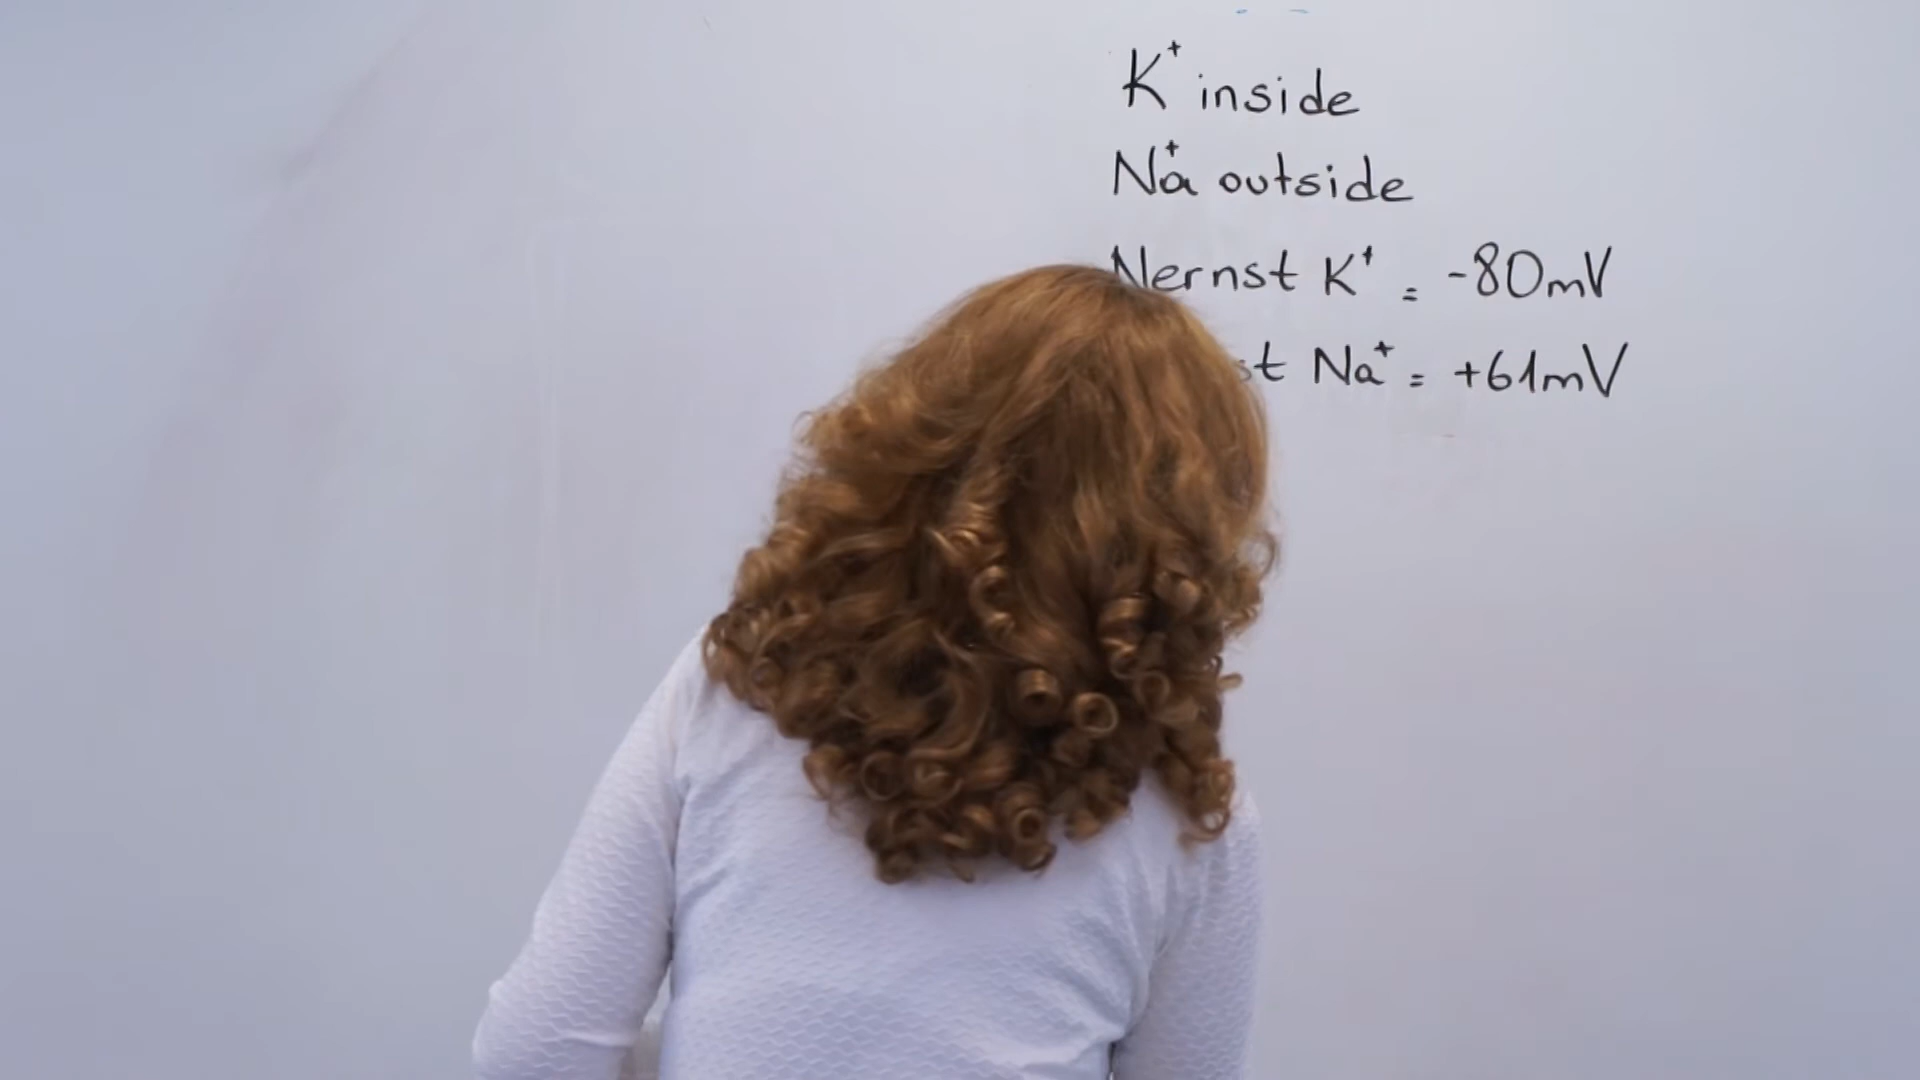 K⁺ inside
Na⁺ outside
Nernst K⁺ = -80mV
Na⁺ = +61mV